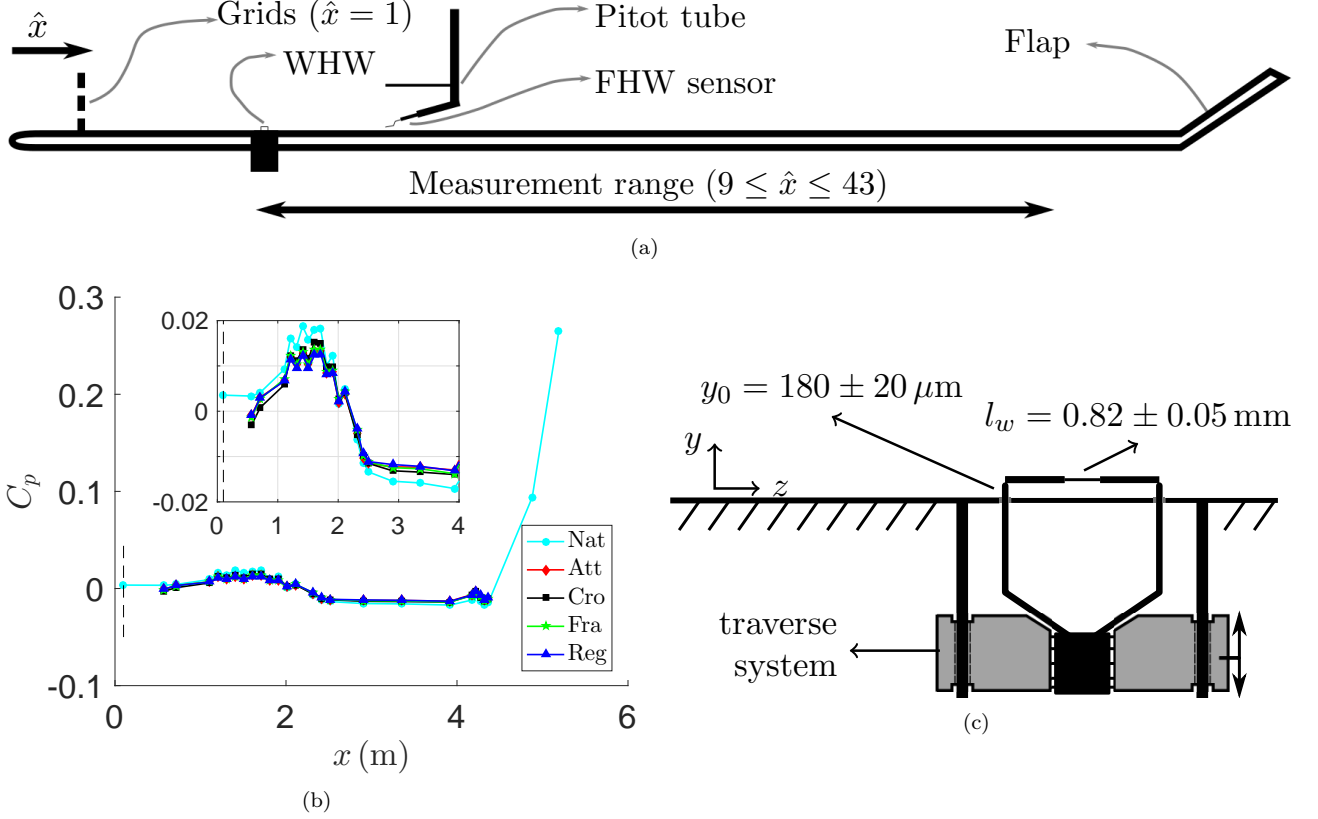 x̂
Grids (x̂ = 1)
WHW
Pitot tube
FHW sensor
Flap
Measurement range (9 ≤ x̂ ≤ 43)
(a)
0.3
0.2
0.1
0
-0.1
C_p
0 2 4 6
x (m)
0.02
0
-0.02
0 1 2 3 4
Nat
Att
Cro
Fra
Reg
(b)
y₀ = 180 ± 20 μm
l_w = 0.82 ± 0.05 mm
y
z
traverse
system
(c)